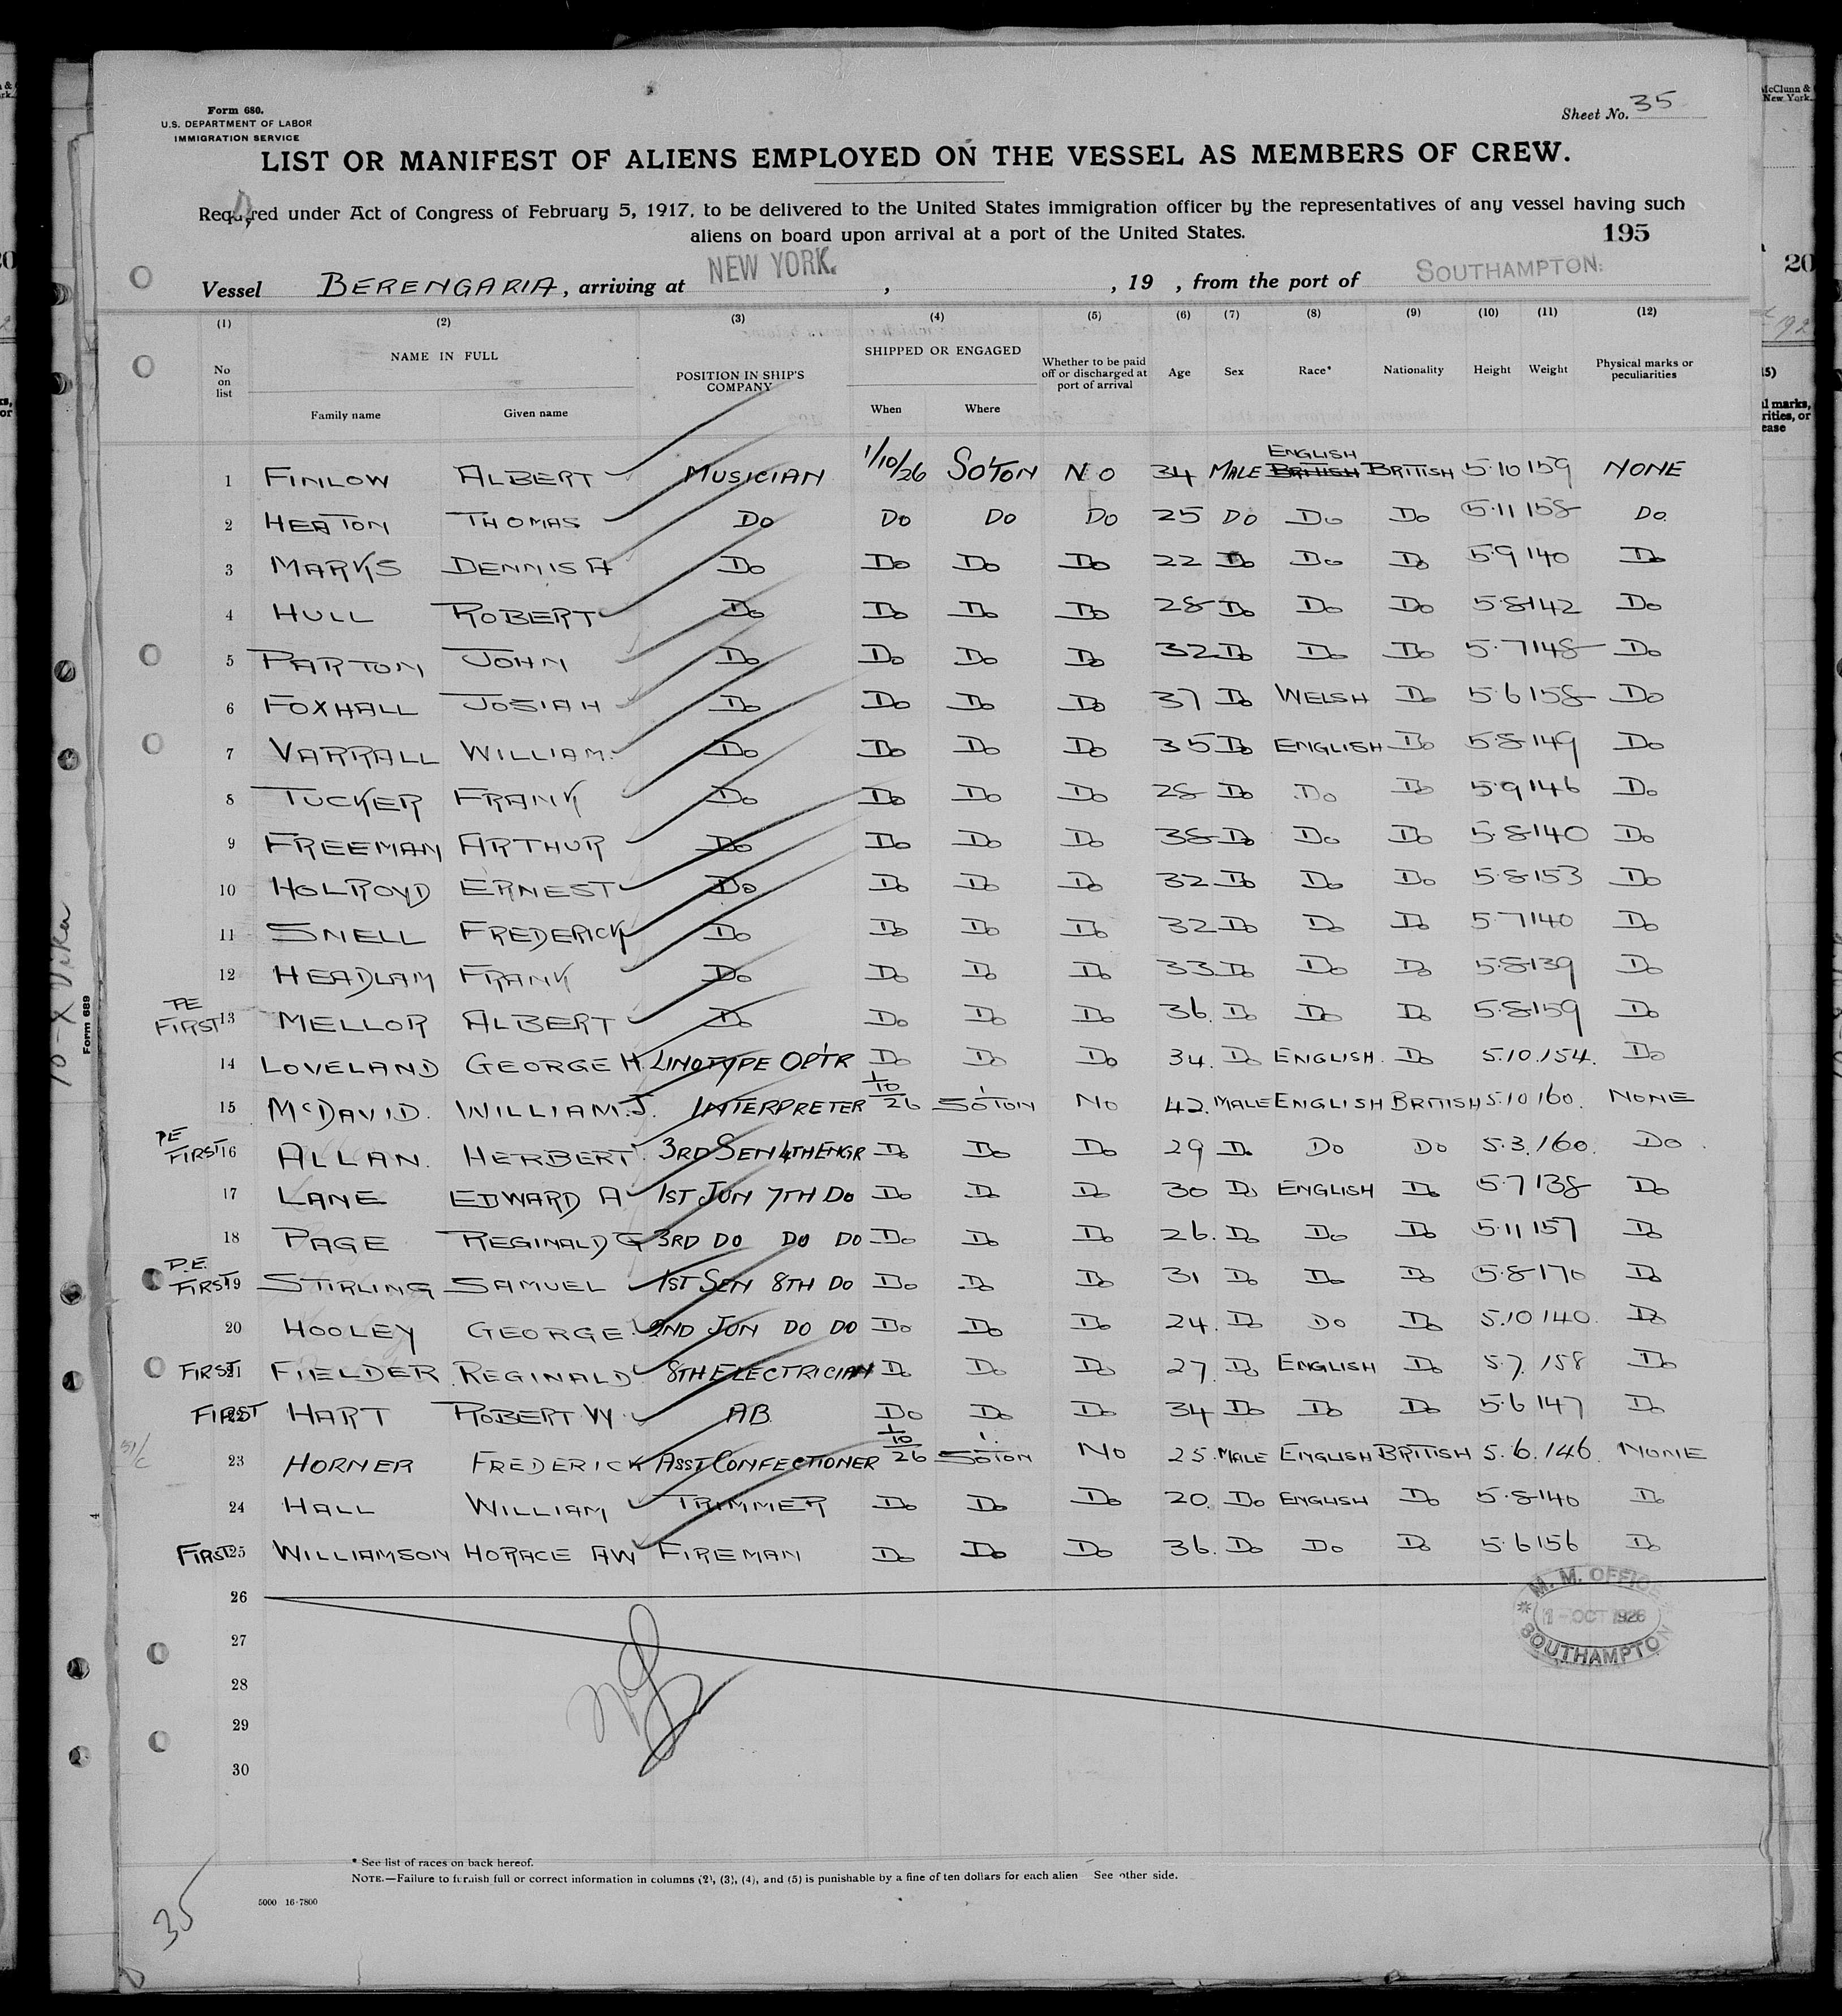 Form 680.
U.S. DEPARTMENT OF LABOR
IMMIGRATION SERVICE
Sheet No. 35
LIST OR MANIFEST OF ALIENS EMPLOYED ON THE VESSEL AS MEMBERS OF CREW.
Required under Act of Congress of February 5, 1917, to be delivered to the United States immigration officer by the representatives of any vessel having such
aliens on board upon arrival at a port of the United States.
195
Vessel BERENGARIA, arriving at NEW YORK. , , 19 , from the port of SOUTHAMPTON.
(1) (2) (3) (4) (5) (6) (7) (8) (9) (10) (11) (12)
No on list NAME IN FULL Family name Given name POSITION IN SHIP'S COMPANY SHIPPED OR ENGAGED When Where Whether to be paid off or discharged at port of arrival Age Sex Race* Nationality Height Weight Physical marks or peculiarities
1 FINLOW ALBERT MUSICIAN 1/10/26 SO'TON NO 34 MALE BRITISH ENGLISH BRITISH 5·10 159 NONE
2 HEATON THOMAS DO DO DO DO 25 DO DO DO 5·11 158 DO
3 MARKS DENNIS A DO DO DO DO 22 DO DO DO 5·9 140 DO
4 HULL ROBERT DO DO DO DO 28 DO DO DO 5·8 142 DO
5 PARTON JOHN DO DO DO DO 32 DO DO DO 5·7 148 DO
6 FOXHALL JOSIAH DO DO DO DO 37 DO WELSH DO 5·6 158 DO
7 VARRALL WILLIAM. DO DO DO DO 35 DO ENGLISH DO 5·8 149 DO
8 TUCKER FRANK DO DO DO DO 28 DO DO DO 5·9 146 DO
9 FREEMAN ARTHUR DO DO DO DO 38 DO DO DO 5·8 140 DO
10 HOLROYD ERNEST DO DO DO DO 32 DO DO DO 5·8 153 DO
11 SNELL FREDERICK DO DO DO DO 32 DO DO DO 5·7 140 DO
12 HEADLAM FRANK DO DO DO DO 33 DO DO DO 5·8 139 DO
PE FIRST 13 MELLOR ALBERT DO DO DO DO 36. DO DO DO 5·8 159 DO
14 LOVELAND GEORGE H. LINOTYPE OPTR DO DO DO 34. DO ENGLISH. DO 5.10.154. DO
15 McDAVID. WILLIAM.J. INTERPRETER 1/10/26 SO'TON NO 42. MALE ENGLISH BRITISH 5.10 160. NONE
PE FIRST 16 ALLAN. HERBERT 3RD SEN 4TH ENGR DO DO DO 29 DO DO DO 5.3.160. DO
17 LANE EDWARD A 1ST JUN 7TH DO DO DO DO 30 DO ENGLISH DO 5.7 138 DO
18 PAGE REGINALD G 3RD DO DO DO DO DO DO 26. DO DO DO 5·11 157 DO
P.E. FIRST 19 STIRLING SAMUEL 1ST SEN 8TH DO DO DO DO 31 DO DO DO 5·8 170 DO
20 HOOLEY GEORGE. 2ND JUN DO DO DO DO DO 24. DO DO DO 5.10 140. DO
FIRST 21 FIELDER REGINALD 8TH ELECTRICIAN DO DO DO 27. DO ENGLISH DO 5.7. 158 DO
FIRST 22 HART ROBERT W. AB DO DO DO 34 DO DO DO 5·6 147 DO
23 HORNER FREDERICK ASST CONFECTIONER 1/10/26 SO'TON NO 25. MALE ENGLISH BRITISH 5.6.146. NONE
24 HALL WILLIAM TRIMMER DO DO DO 20. DO ENGLISH DO 5·8 140 DO
FIRST 25 WILLIAMSON HORACE AW FIREMAN DO DO DO 36. DO DO DO 5·6 156 DO
26
27
28
29
30
M. M. OFFICE
1 - OCT 1926
SOUTHAMPTON
* See list of races on back hereof.
NOTE.—Failure to furnish full or correct information in columns (2), (3), (4), and (5) is punishable by a fine of ten dollars for each alien See other side.
5000 16-7800
35
Form 689
McClunn &
New York.
20